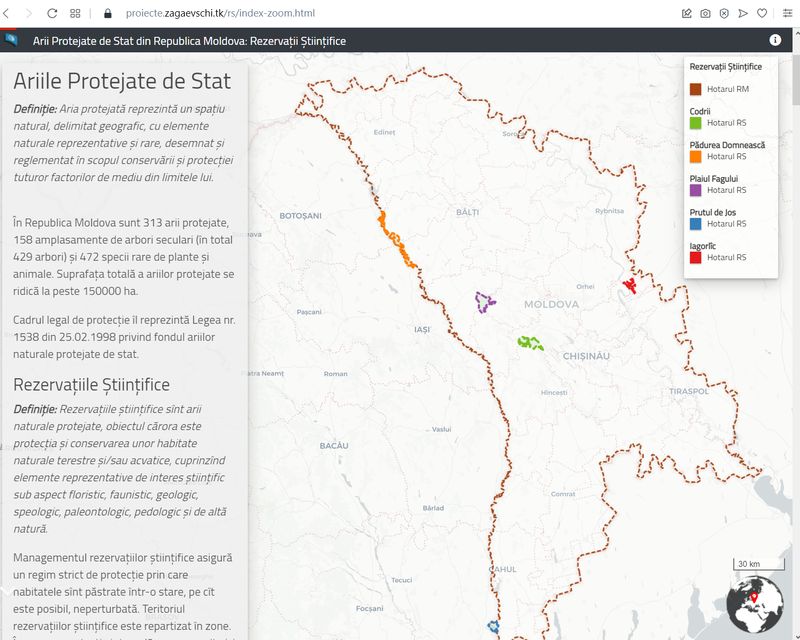 proiecte.zagaevschi.tk/rs/index-zoom.html
Arii Protejate de Stat din Republica Moldova: Rezervații Științifice
Ariile Protejate de Stat
Definiție: Aria protejată reprezintă un spațiu
natural, delimitat geografic, cu elemente
naturale reprezentative și rare, desemnat și
reglementat în scopul conservării și protecției
tuturor factorilor de mediu din limitele lui.
În Republica Moldova sunt 313 arii protejate,
158 amplasamente de arbori seculari (în total
429 arbori) și 472 specii rare de plante și
animale. Suprafața totală a ariilor protejate se
ridică la peste 150000 ha.
Cadrul legal de protecție îl reprezintă Legea nr.
1538 din 25.02.1998 privind fondul ariilor
naturale protejate de stat.
Rezervațiile Științifice
Definiție: Rezervațiile științifice sînt arii
naturale protejate, obiectul cărora este
protecția și conservarea unor habitate
naturale terestre și/sau acvatice, cuprinzînd
elemente reprezentative de interes științific
sub aspect floristic, faunistic, geologic,
speologic, paleontologic, pedologic și de altă
natură.
Managementul rezervațiilor științifice asigură
un regim strict de protecție prin care
habitatele sînt păstrate într-o stare, pe cît
este posibil, neperturbată. Teritoriul
rezervațiilor științifice este repartizat în zone.
Edineț
Soroc
BOTOȘANI
BĂLȚI
Rybnitsa
Pașcani
IAȘI
Orhei
MOLDOVA
CHIȘINĂU
Piatra Neamț
Roman
Hîncești
TIRASPOL
Vaslui
BACĂU
Comrat
Bârlad
CAHUL
Tecuci
Focșani
Rezervații Științifice
Hotarul RM
Codrii
Hotarul RS
Pădurea Domnească
Hotarul RS
Plaiul Fagului
Hotarul RS
Prutul de Jos
Hotarul RS
Iagorlîc
Hotarul RS
30 km